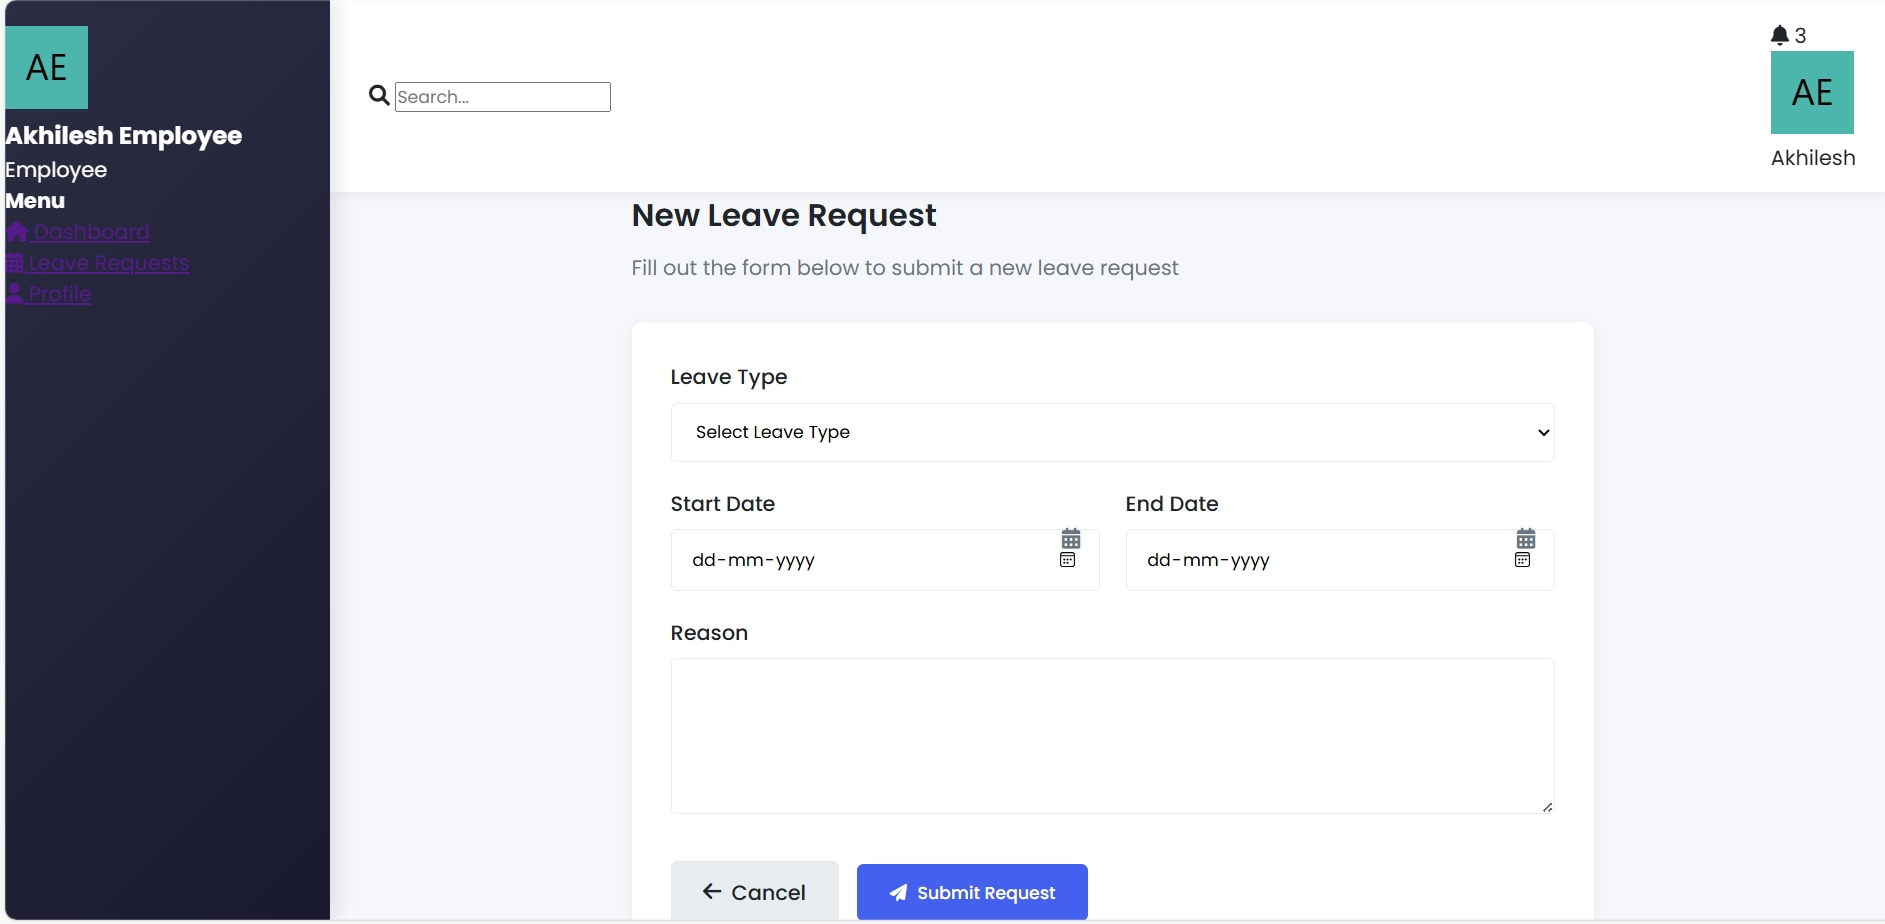 AE
Akhilesh Employee
Employee
Menu
Dashboard
Leave Requests
Profile
Search...
3
AE
Akhilesh
New Leave Request
Fill out the form below to submit a new leave request
Leave Type
Select Leave Type
Start Date
End Date
dd-mm-yyyy
dd-mm-yyyy
Reason
Cancel
Submit Request